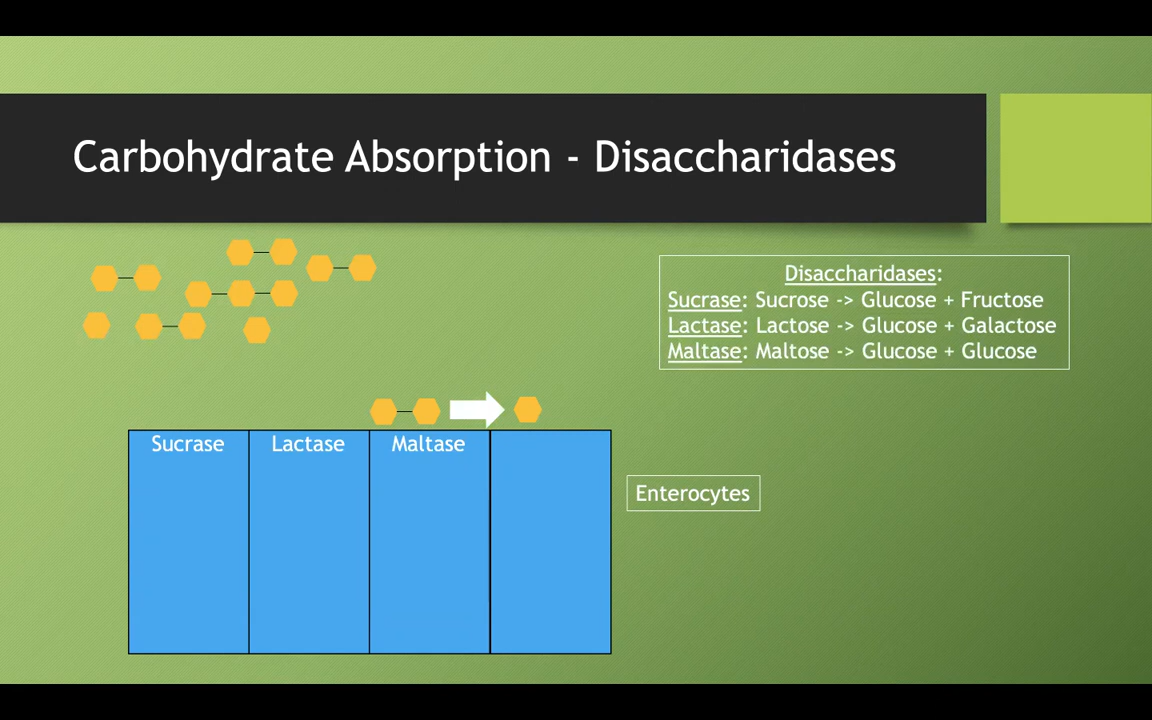 Carbohydrate Absorption - Disaccharidases
Disaccharidases:
Sucrase: Sucrose -> Glucose + Fructose
Lactase: Lactose -> Glucose + Galactose
Maltase: Maltose -> Glucose + Glucose
Sucrase
Lactase
Maltase
Enterocytes